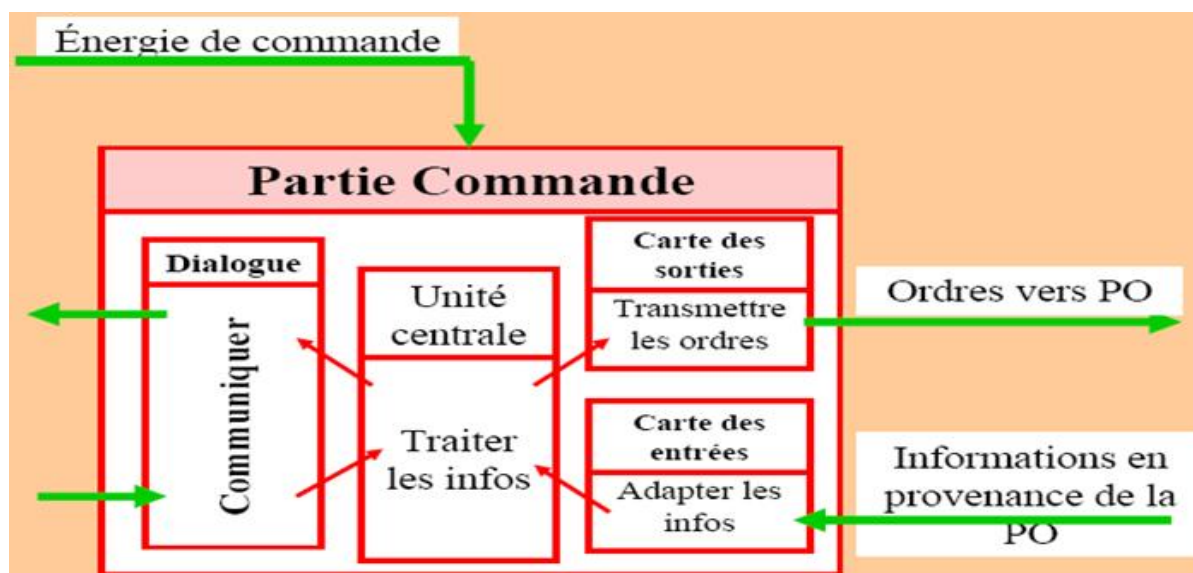 Énergie de commande
Partie Commande
Dialogue
Communiquer
Unité
centrale
Traiter
les infos
Carte des
sorties
Transmettre
les ordres
Carte des
entrées
Adapter les
infos
Ordres vers PO
Informations en
provenance de la
PO